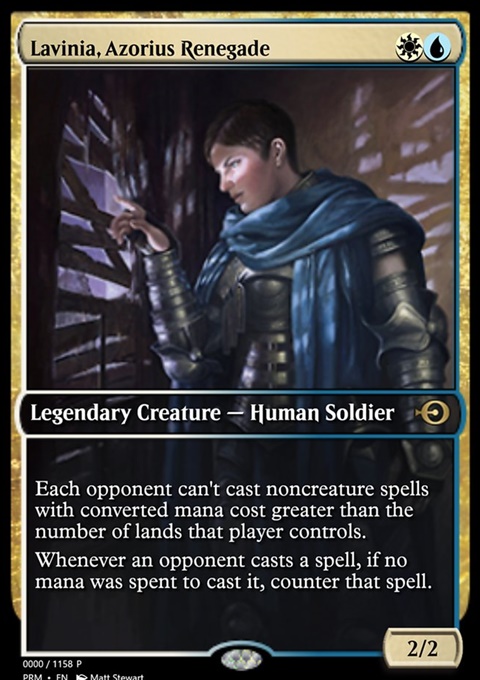 Lavinia, Azorius Renegade
Legendary Creature — Human Soldier
Each opponent can't cast noncreature spells
with converted mana cost greater than the
number of lands that player controls.
Whenever an opponent casts a spell, if no
mana was spent to cast it, counter that spell.
2/2
0000 / 1158 P
PRM • EN Matt Stewart